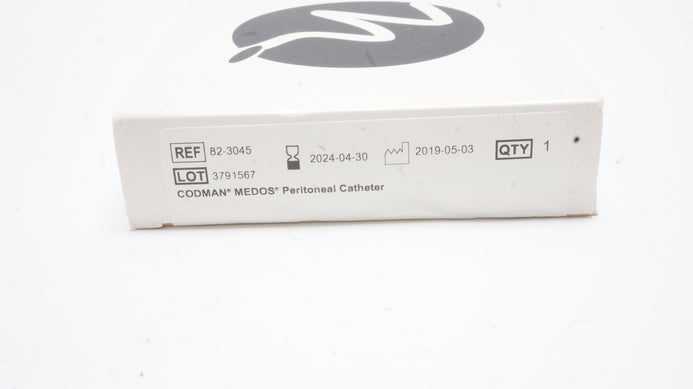 REF 82-3045 2024-04-30 2019-05-03 QTY 1
LOT 3791567
CODMAN® MEDOS® Peritoneal Catheter